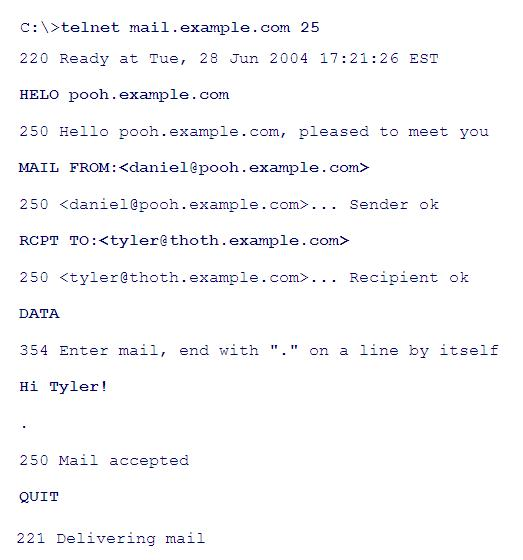 C:\>telnet mail.example.com 25
220 Ready at Tue, 28 Jun 2004 17:21:26 EST
HELO pooh.example.com
250 Hello pooh.example.com, pleased to meet you
MAIL FROM:<daniel@pooh.example.com>
250 <daniel@pooh.example.com>... Sender ok
RCPT TO:<tyler@thoth.example.com>
250 <tyler@thoth.example.com>... Recipient ok
DATA
354 Enter mail, end with "." on a line by itself
Hi Tyler!
.
250 Mail accepted
QUIT
221 Delivering mail